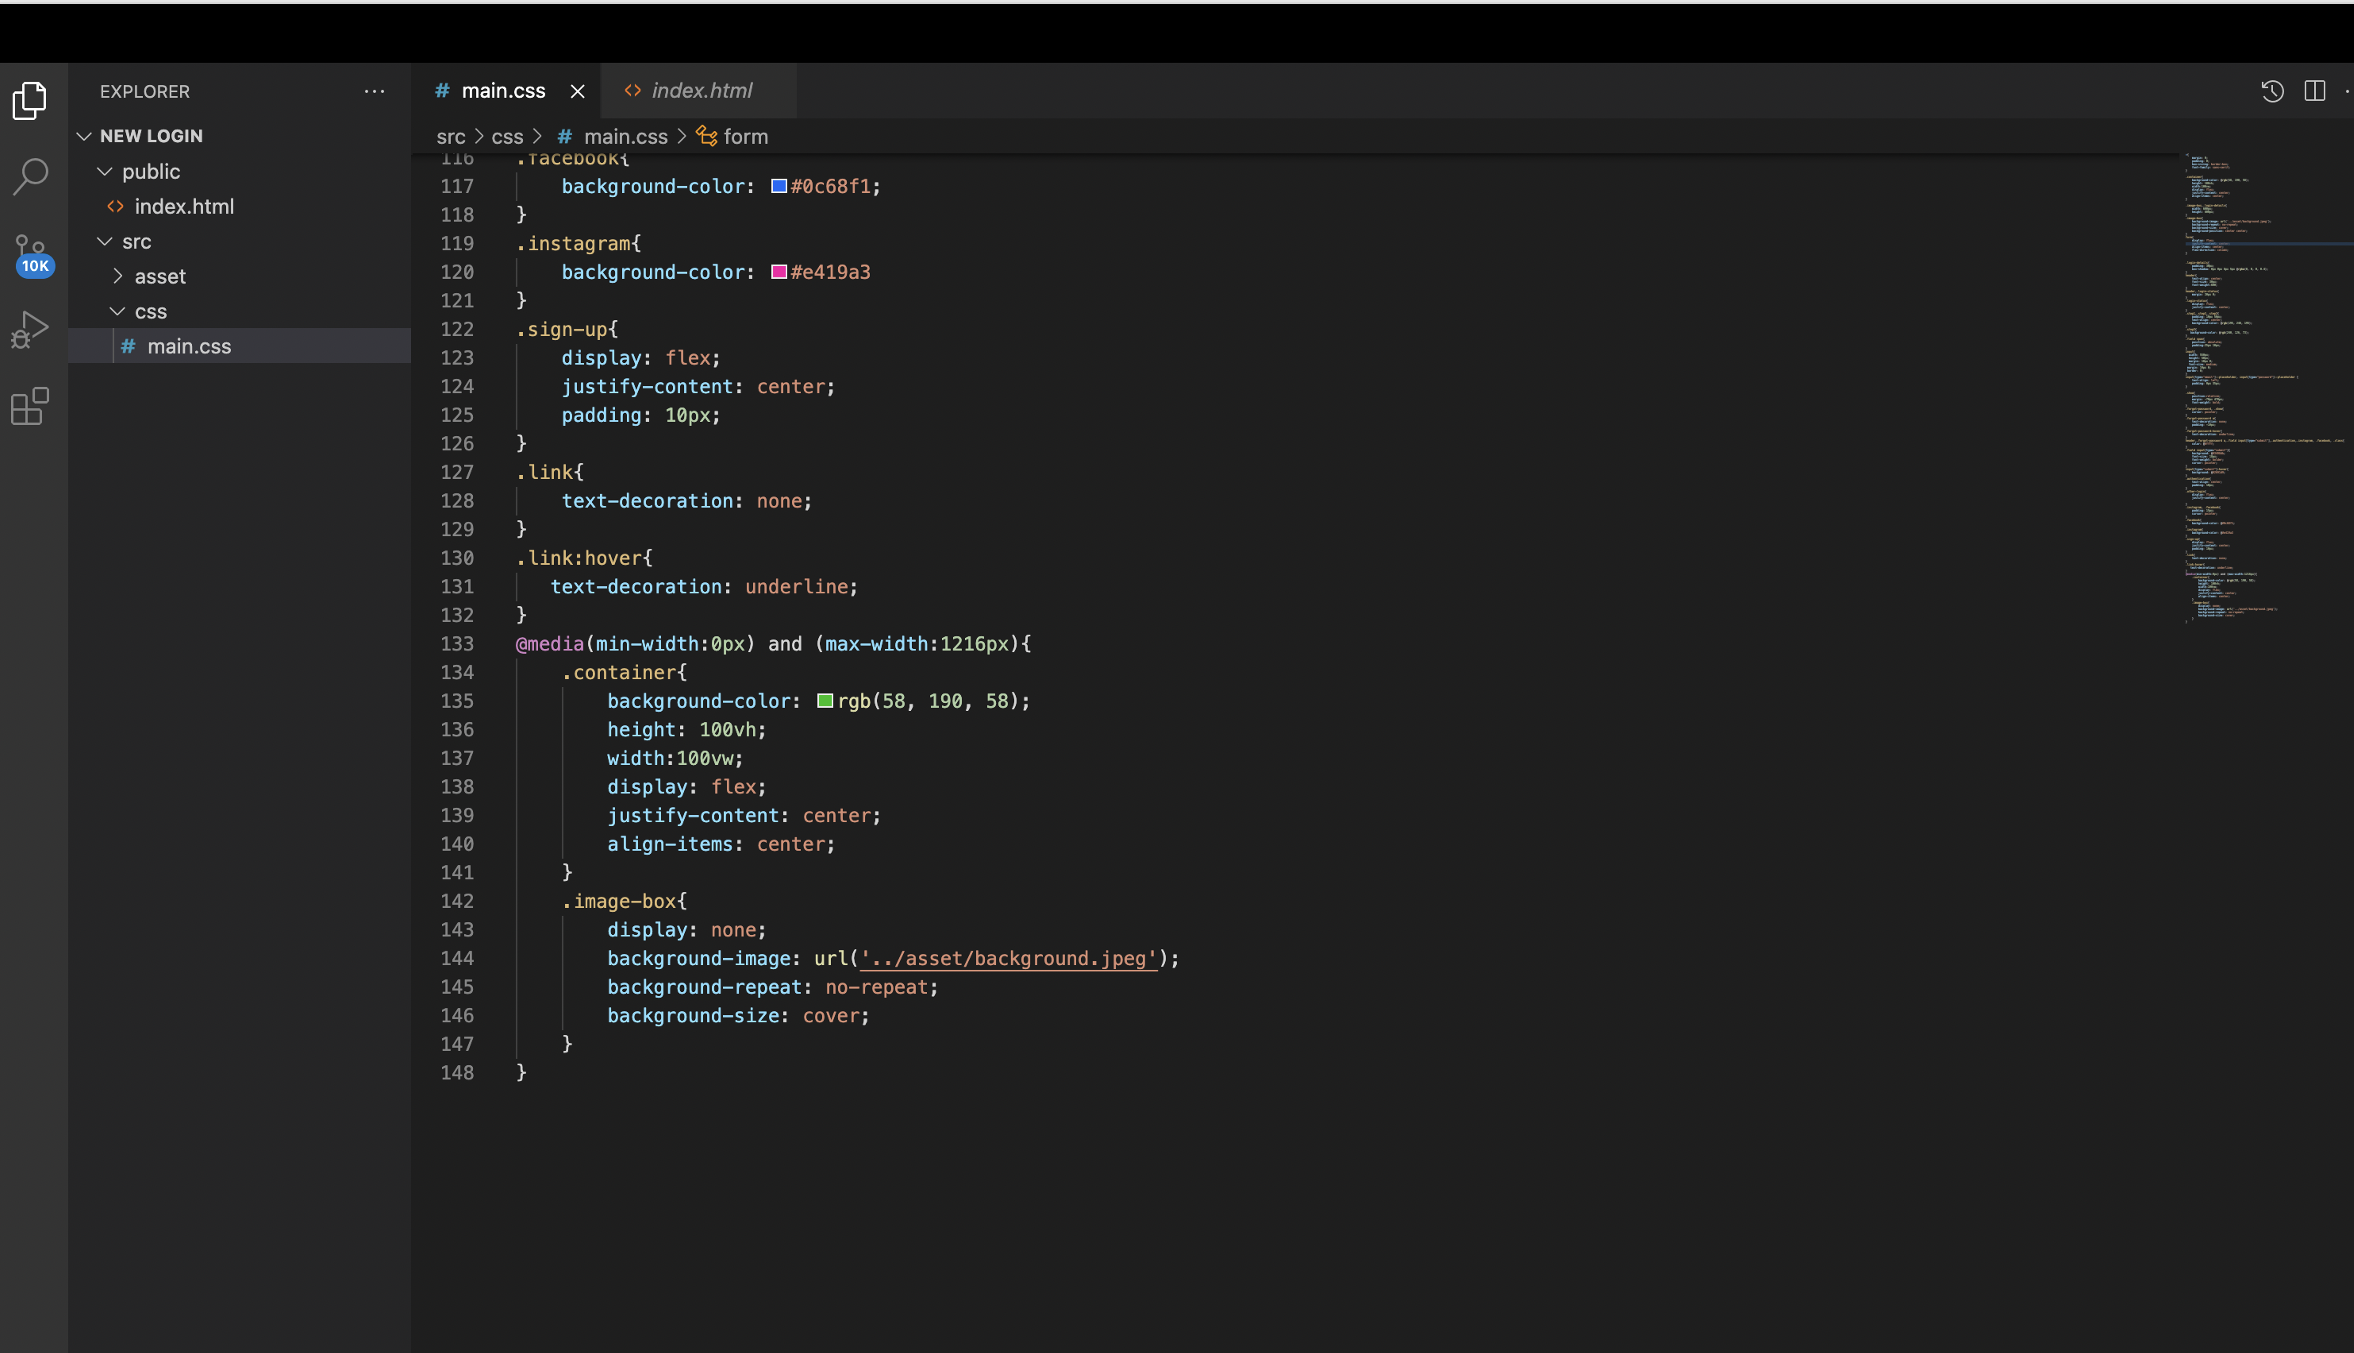 EXPLORER ...
NEW LOGIN
public
<> index.html
src
asset
css
# main.css
10K
# main.css × <> index.html
src > css > # main.css > form
116 .facebook{
117 background-color: #0c68f1;
118 }
119 .instagram{
120 background-color: #e419a3
121 }
122 .sign-up{
123 display: flex;
124 justify-content: center;
125 padding: 10px;
126 }
127 .link{
128 text-decoration: none;
129 }
130 .link:hover{
131 text-decoration: underline;
132 }
133 @media(min-width:0px) and (max-width:1216px){
134 .container{
135 background-color: rgb(58, 190, 58);
136 height: 100vh;
137 width:100vw;
138 display: flex;
139 justify-content: center;
140 align-items: center;
141 }
142 .image-box{
143 display: none;
144 background-image: url('../asset/background.jpeg');
145 background-repeat: no-repeat;
146 background-size: cover;
147 }
148 }